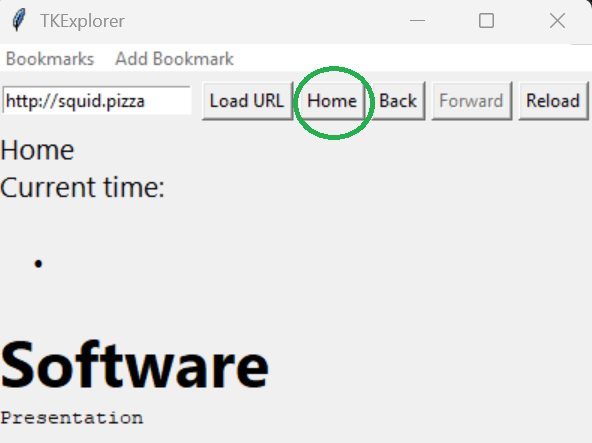 TKExplorer
Bookmarks Add Bookmark
http://squid.pizza Load URL Home Back Forward Reload
Home
Current time:
•
Software
Presentation